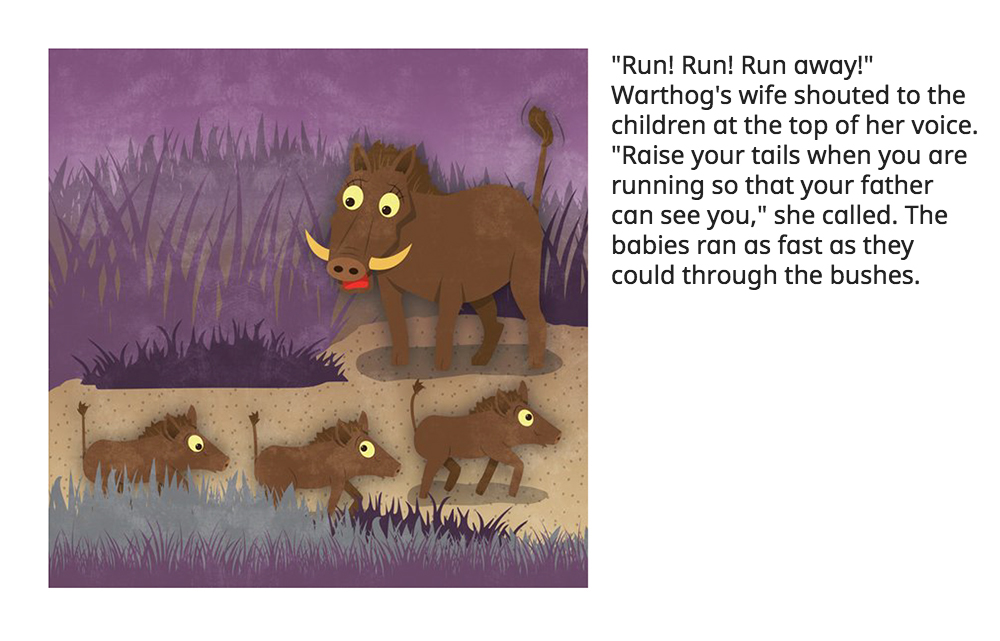 "Run! Run! Run away!"
Warthog's wife shouted to the
children at the top of her voice.
"Raise your tails when you are
running so that your father
can see you," she called. The
babies ran as fast as they
could through the bushes.